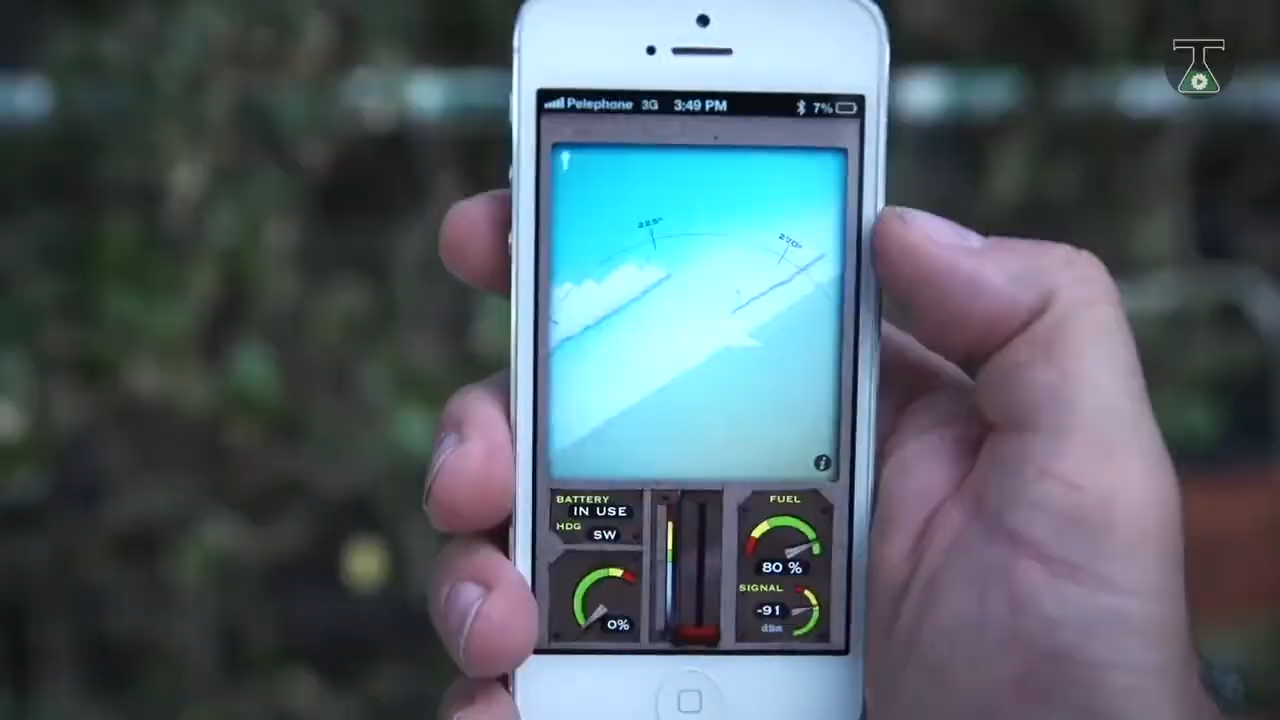 Pelephone 3G 3:49 PM 7%
225°
270°
BATTERY
IN USE
HDG
SW
0%
FUEL
80 %
SIGNAL
-91
dBm